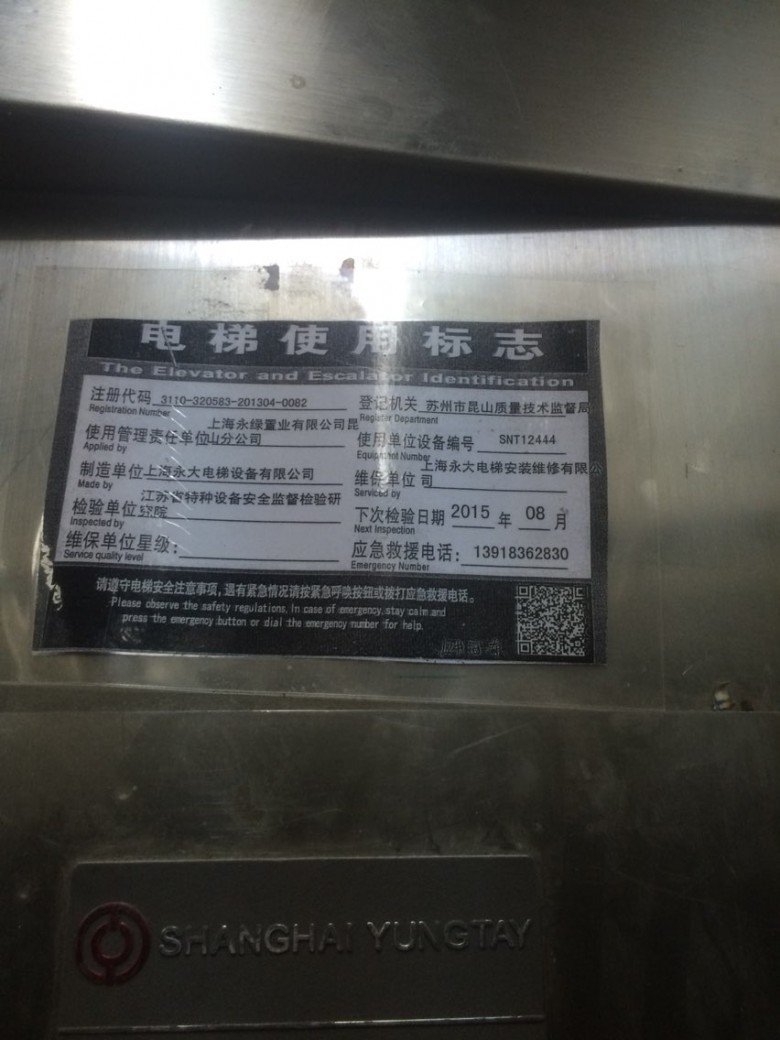 电梯使用标志
The Elevator and Escalator Identification
注册代码 3110-320583-201304-0082
Registration Number
登记机关 苏州市昆山质量技术监督局
Register Department
上海永绿置业有限公司昆
使用管理责任单位山分公司
Applied by
使用单位设备编号 SNT12444
Equipment Number
制造单位上海永大电梯设备有限公司
Made by
上海永大电梯安装维修有限公
维保单位 司
Serviced by
江苏省特种设备安全监督检验研
检验单位究院
Inspected by
下次检验日期 2015 年 08 月
Next Inspection
维保单位星级：
Service quality level
应急救援电话： 13918362830
Emergency Number
请遵守电梯安全注意事项，遇有紧急情况请按紧急呼唤按钮或拨打应急救援电话。
Please observe the safety regulations, In case of emergency, stay calm and
press the emergency button or dial the emergency number for help.
SHANGHAI YUNGTAY